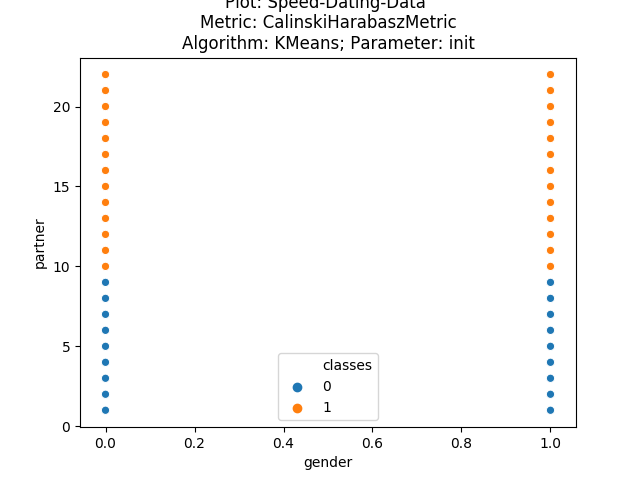 Plot: Speed-Dating-Data
Metric: CalinskiHarabaszMetric
Algorithm: KMeans; Parameter: init
20
15
10
5
0
partner
classes
0
1
0.0 0.2 0.4 0.6 0.8 1.0
gender